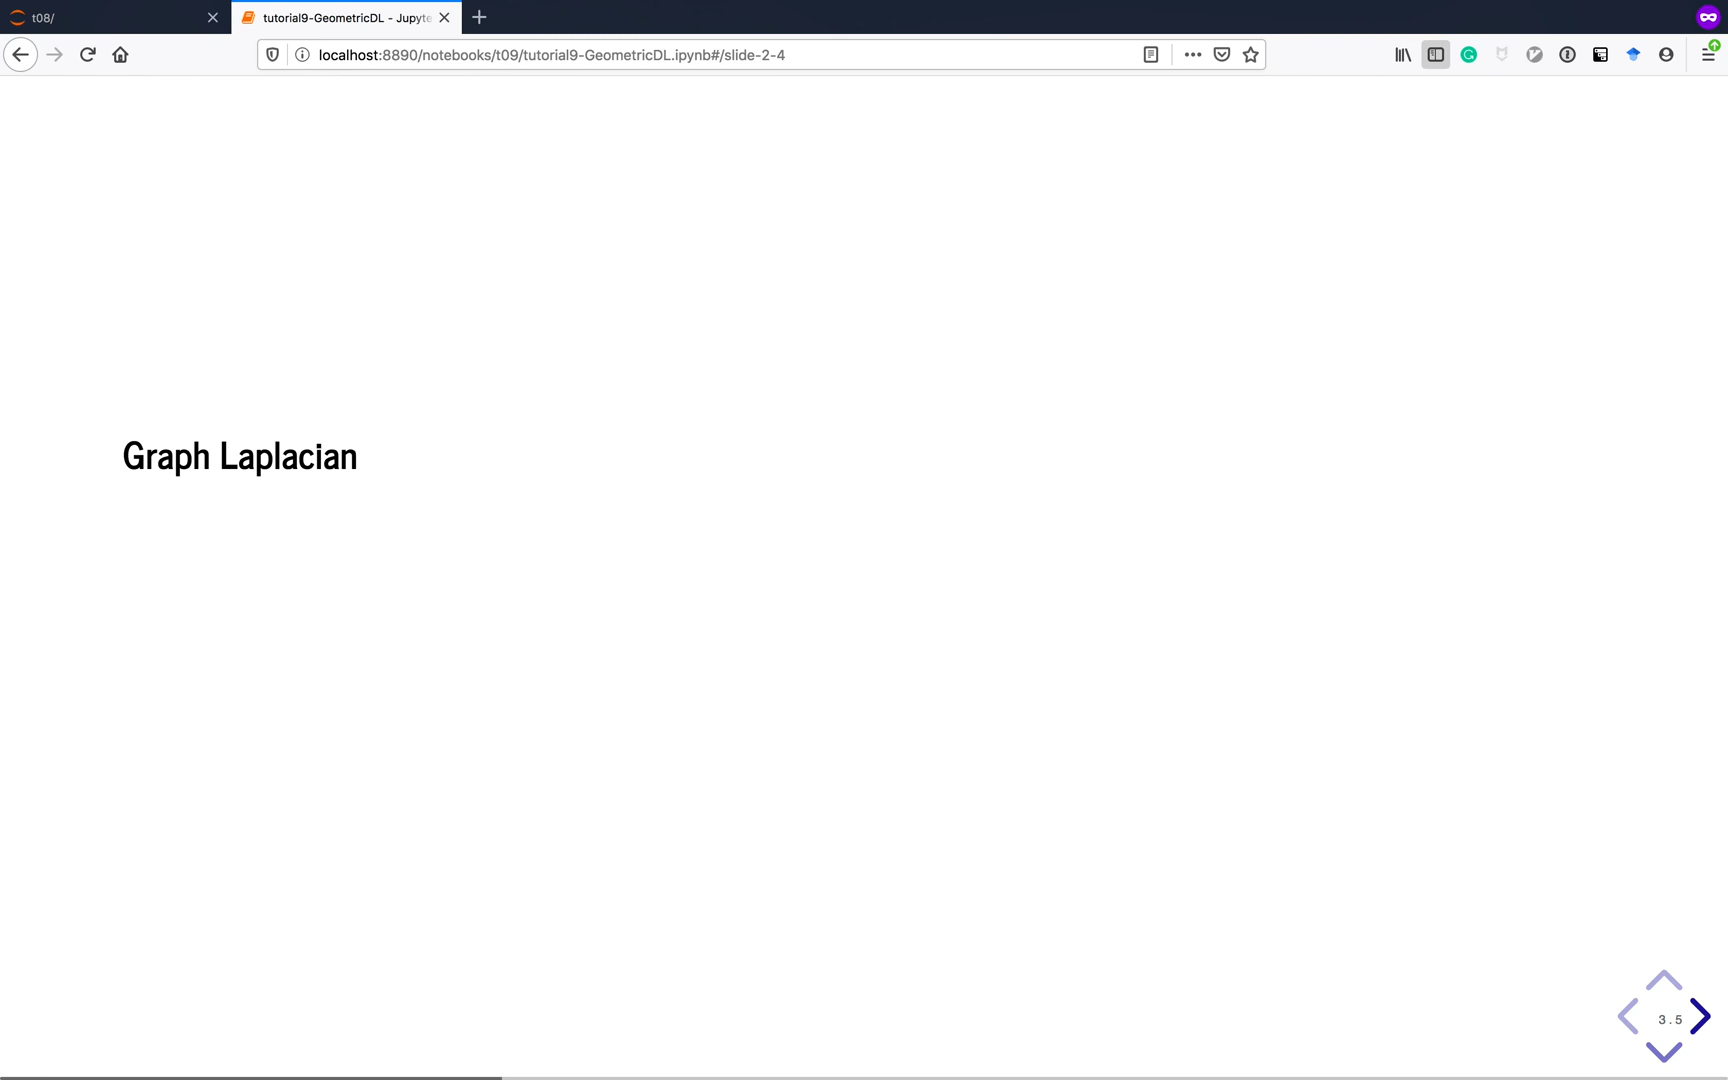 t08/
tutorial9-GeometricDL - Jupyte
localhost:8890/notebooks/t09/tutorial9-GeometricDL.ipynb#/slide-2-4
Graph Laplacian
3.5